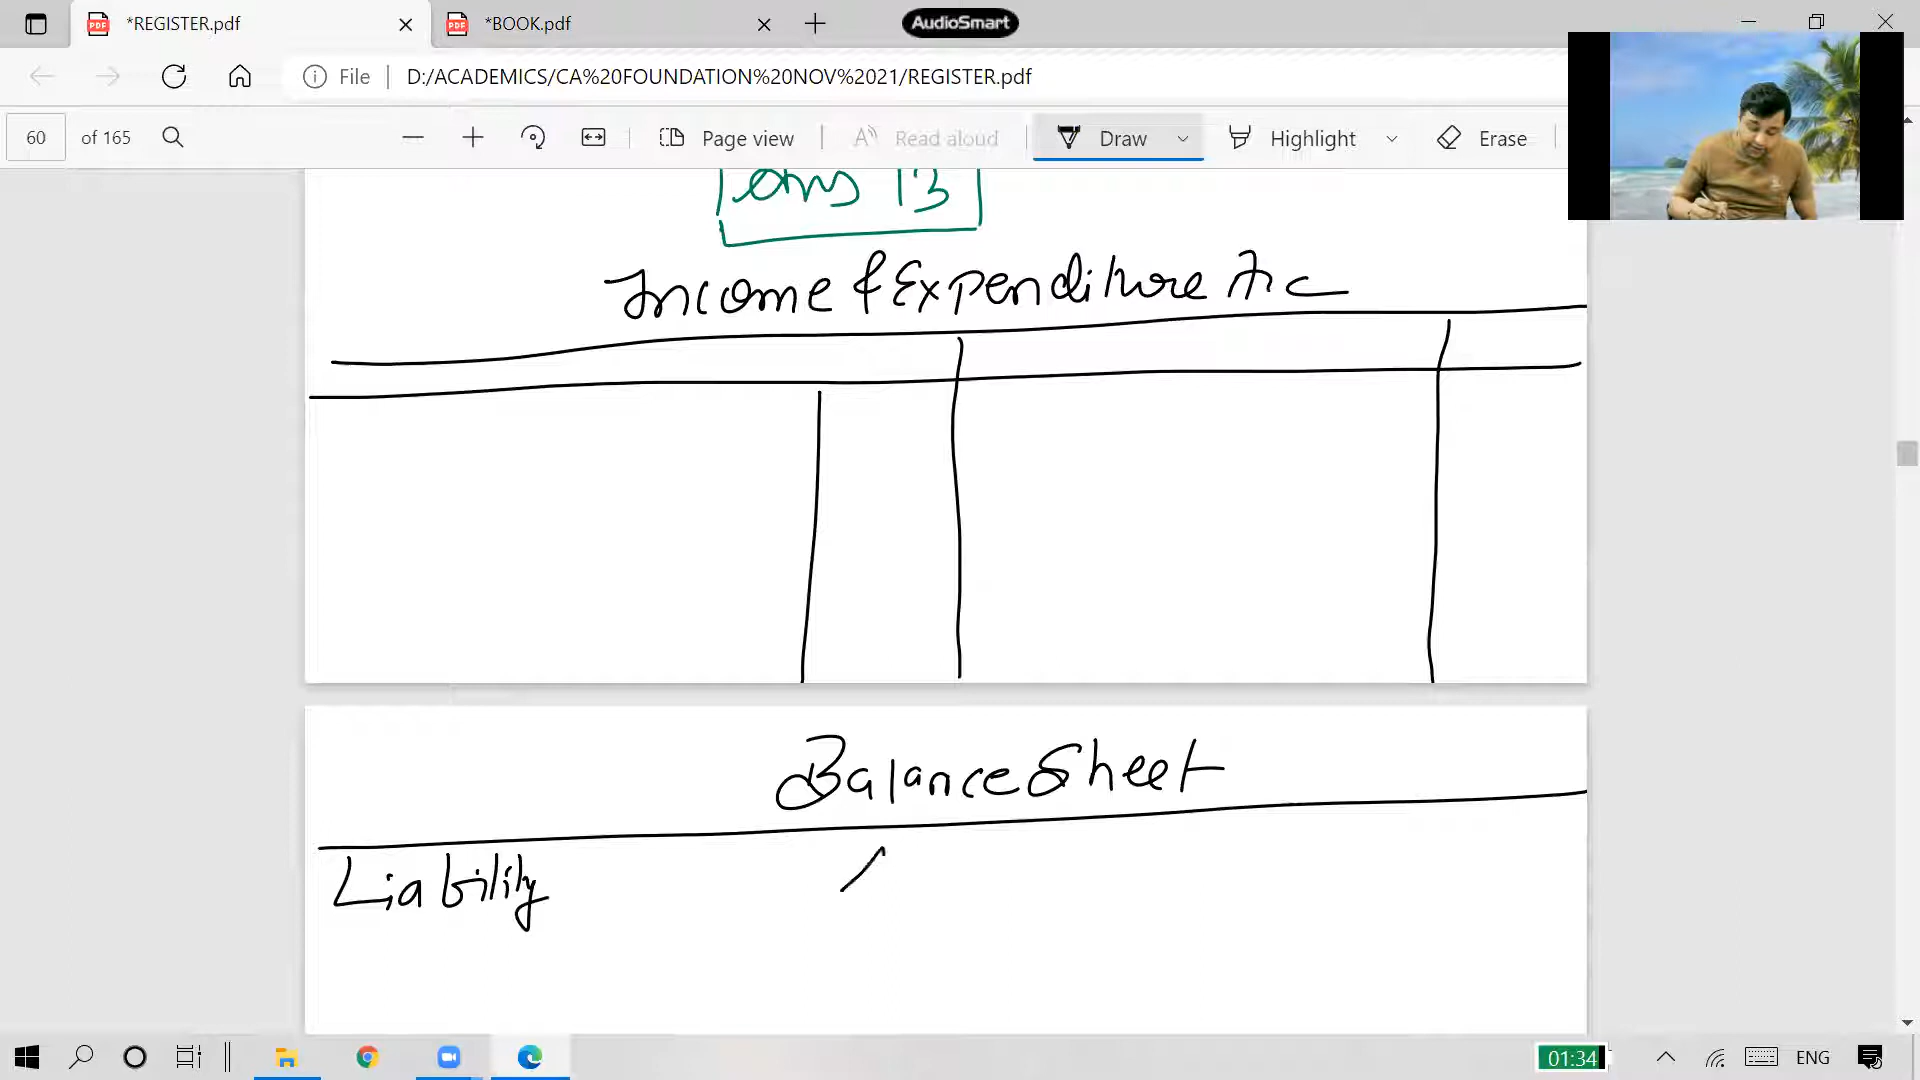 *REGISTER.pdf
*BOOK.pdf
AudioSmart
File D:/ACADEMICS/CA%20FOUNDATION%20NOV%2021/REGISTER.pdf
60 of 165 Page view Read aloud Draw Highlight Erase
Ans 13
Income & Expenditure A/c
Balance Sheet
Liability
01:34 ENG